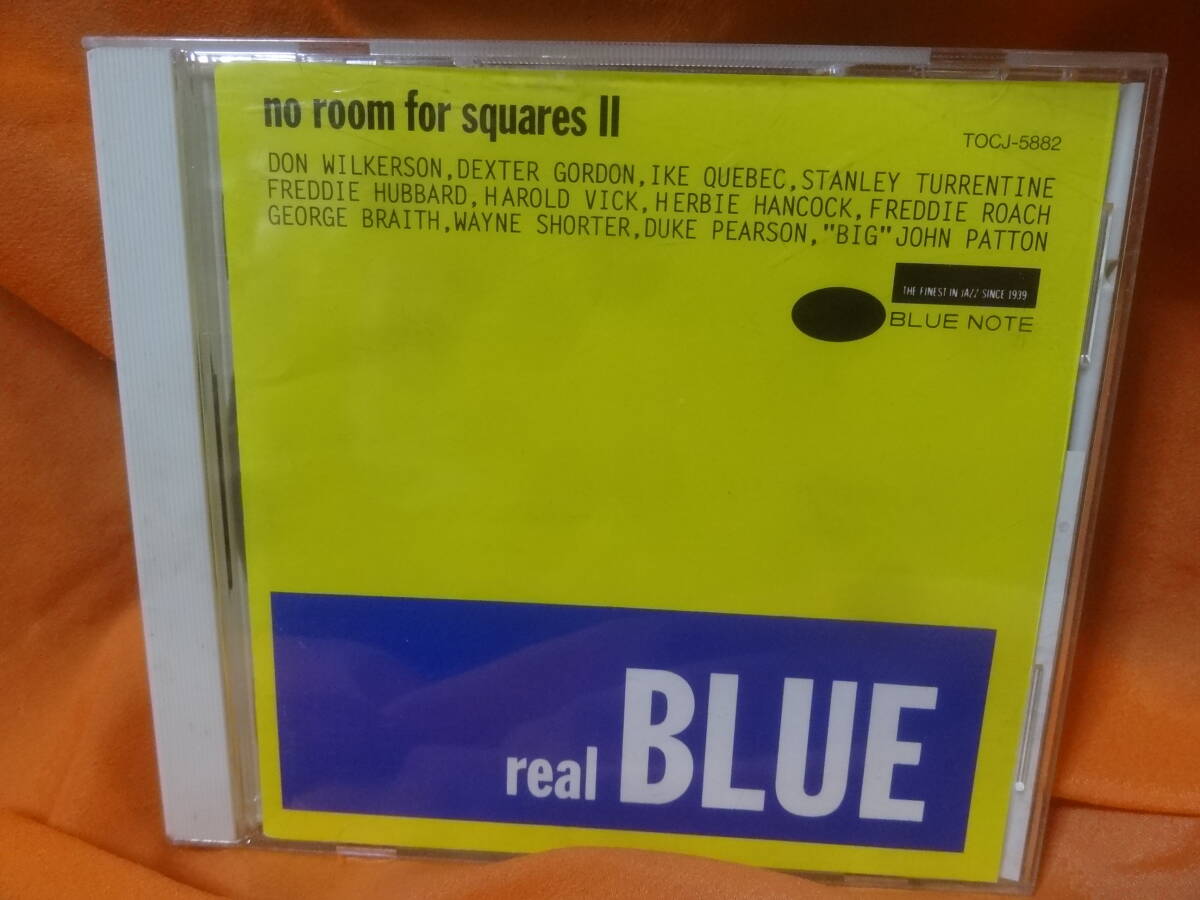 no room for squares II
TOCJ-5882
DON WILKERSON,DEXTER GORDON,IKE QUEBEC,STANLEY TURRENTINE
FREDDIE HUBBARD,HAROLD VICK,HERBIE HANCOCK,FREDDIE ROACH
GEORGE BRAITH,WAYNE SHORTER,DUKE PEARSON,"BIG"JOHN PATTON
THE FINEST IN JAZZ SINCE 1939
BLUE NOTE
real BLUE